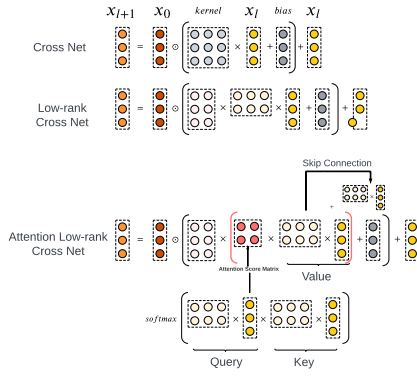 x_{l+1} x_0 kernel x_l bias x_l
Cross Net = ⊙ × + +
Low-rank
Cross Net = ⊙ × × + +
Skip Connection
+ ×
Attention Low-rank
Cross Net = ⊙ × × × + +
Attention Score Matrix
Value
softmax × × ×
Query Key